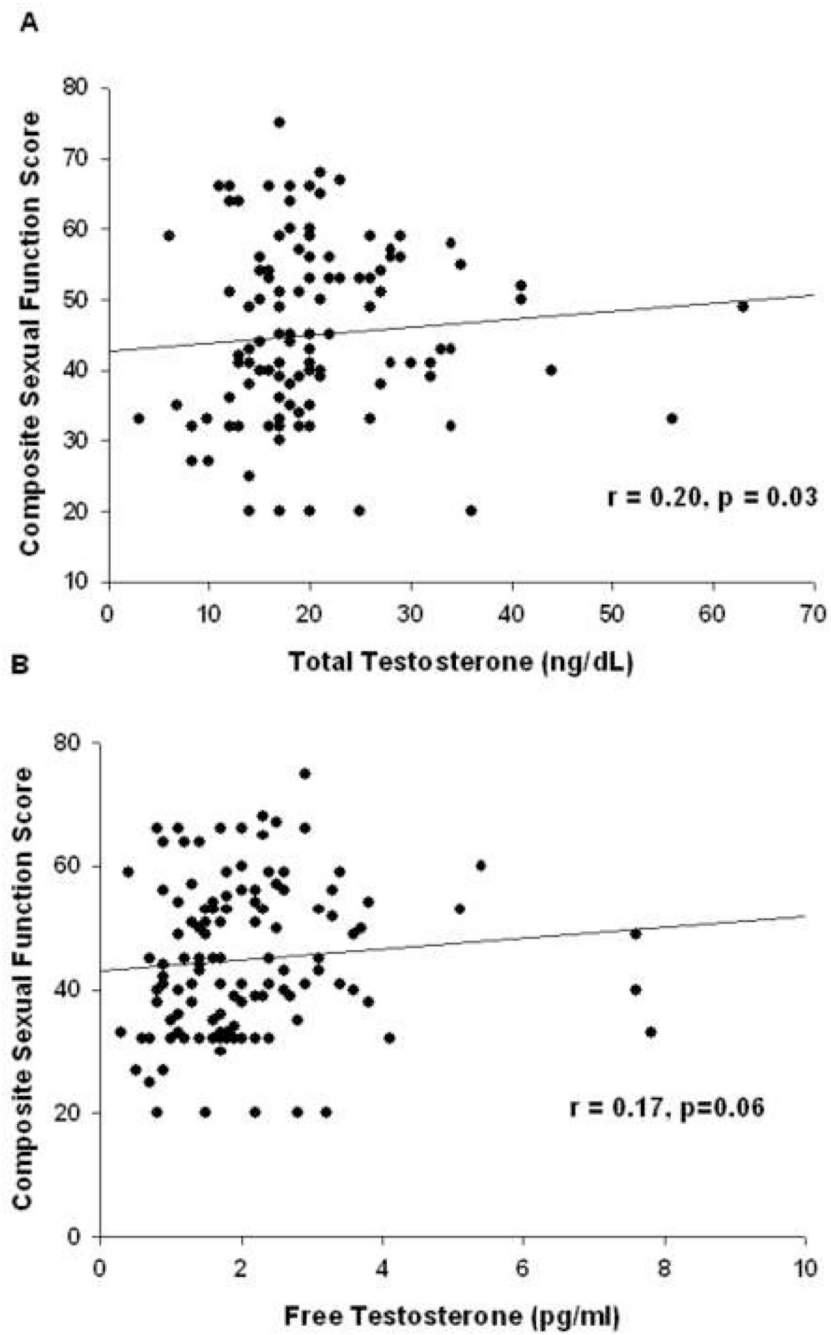 A
Composite Sexual Function Score
80
70
60
50
40
30
20
10
r = 0.20, p = 0.03
0 10 20 30 40 50 60 70
Total Testosterone (ng/dL)
B
Composite Sexual Function Score
80
60
40
20
0
r = 0.17, p=0.06
0 2 4 6 8 10
Free Testosterone (pg/ml)